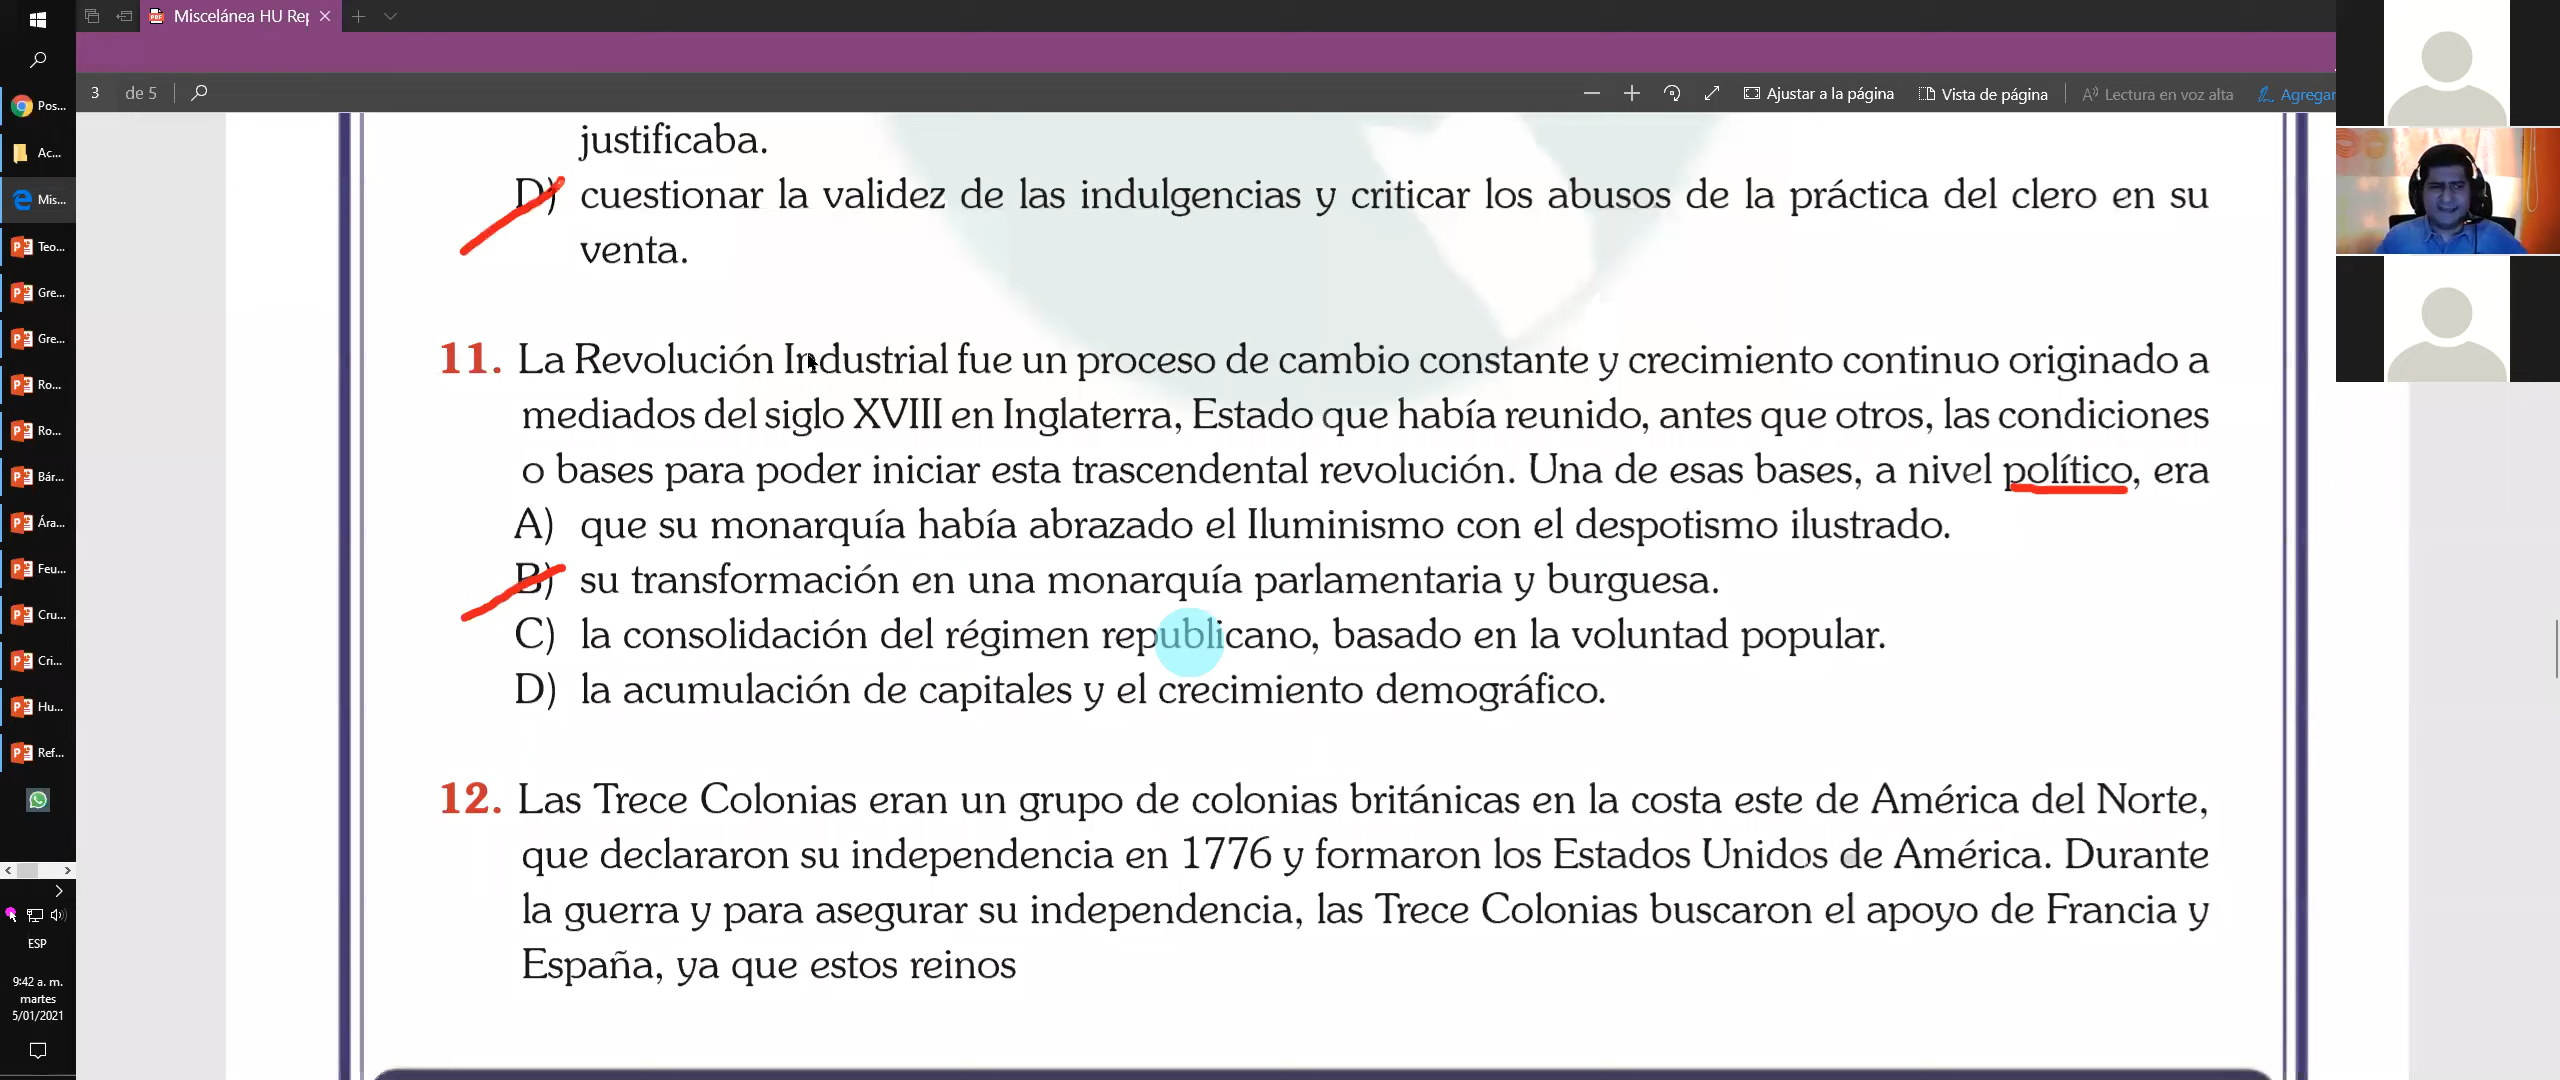 Miscelánea HU Rep
3 de 5
Ajustar a la página
Vista de página
Lectura en voz alta
Agregar
Pos...
Ac...
Mis...
Teo...
Gre...
Gre...
Ro...
Ro...
Bár...
Ára...
Feu...
Cru...
Cri...
Hu...
Ref...
ESP
9:42 a. m.
martes
5/01/2021
justificaba.
D) cuestionar la validez de las indulgencias y criticar los abusos de la práctica del clero en su
venta.
11. La Revolución Industrial fue un proceso de cambio constante y crecimiento continuo originado a
mediados del siglo XVIII en Inglaterra, Estado que había reunido, antes que otros, las condiciones
o bases para poder iniciar esta trascendental revolución. Una de esas bases, a nivel político, era
A) que su monarquía había abrazado el Iluminismo con el despotismo ilustrado.
B) su transformación en una monarquía parlamentaria y burguesa.
C) la consolidación del régimen republicano, basado en la voluntad popular.
D) la acumulación de capitales y el crecimiento demográfico.
12. Las Trece Colonias eran un grupo de colonias británicas en la costa este de América del Norte,
que declararon su independencia en 1776 y formaron los Estados Unidos de América. Durante
la guerra y para asegurar su independencia, las Trece Colonias buscaron el apoyo de Francia y
España, ya que estos reinos